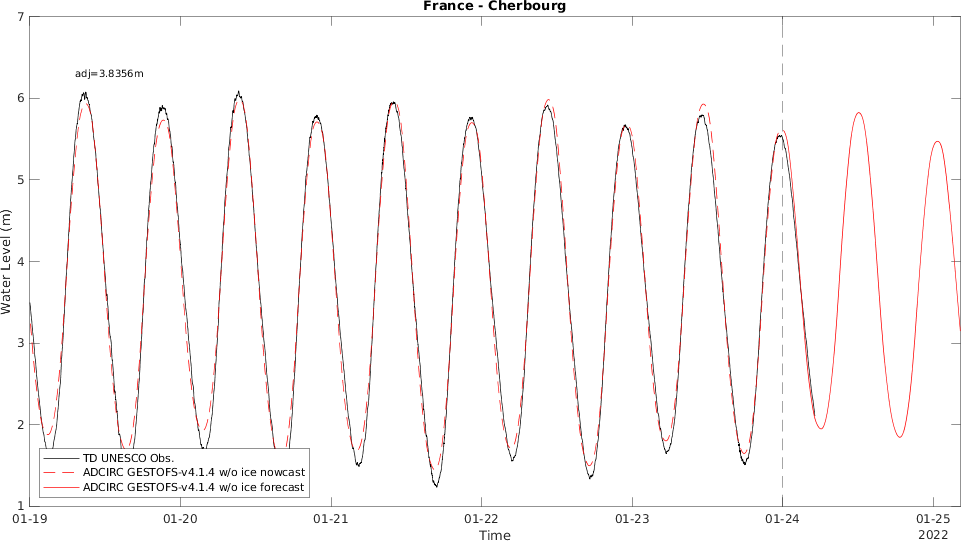 France - Cherbourg
adj=3.8356m
7
6
5
4
3
2
1
Water Level (m)
TD UNESCO Obs.
ADCIRC GESTOFS-v4.1.4 w/o ice nowcast
ADCIRC GESTOFS-v4.1.4 w/o ice forecast
01-19 01-20 01-21 01-22 01-23 01-24 01-25
2022
Time